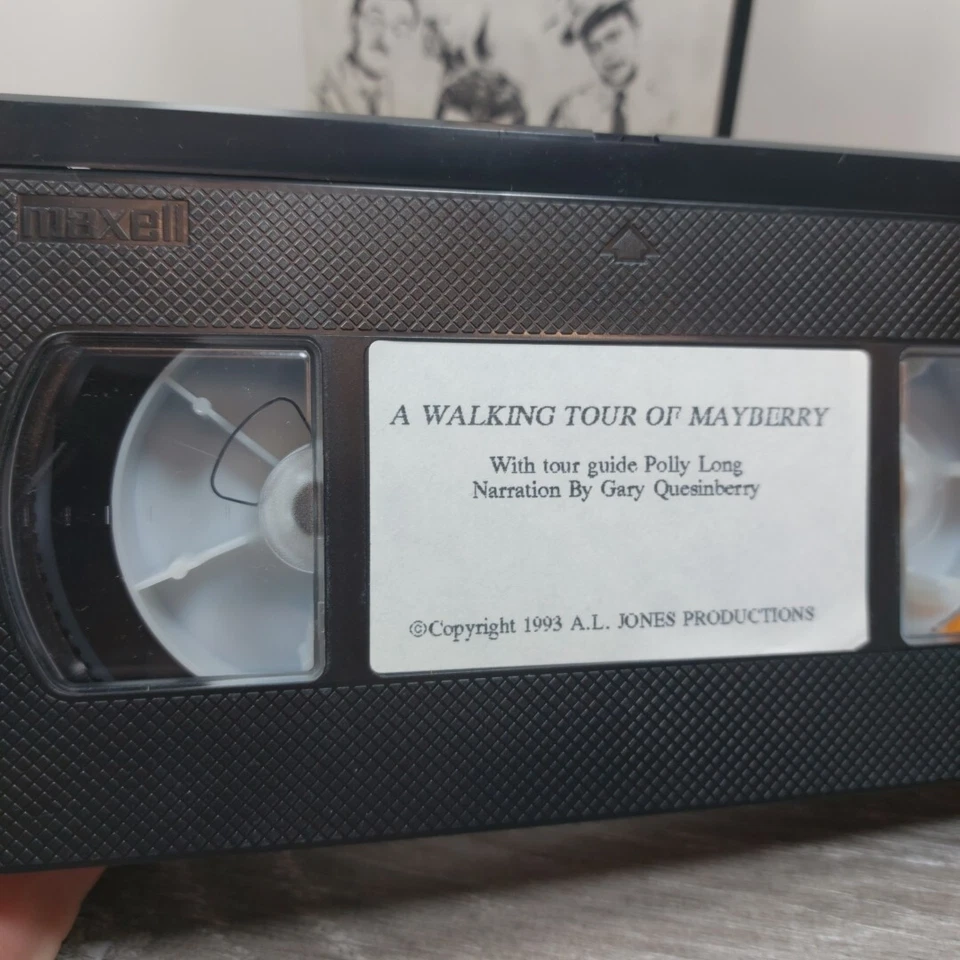 maxell
A WALKING TOUR OF MAYBERRY
With tour guide Polly Long
Narration By Gary Quesinberry
©Copyright 1993 A.L. JONES PRODUCTIONS